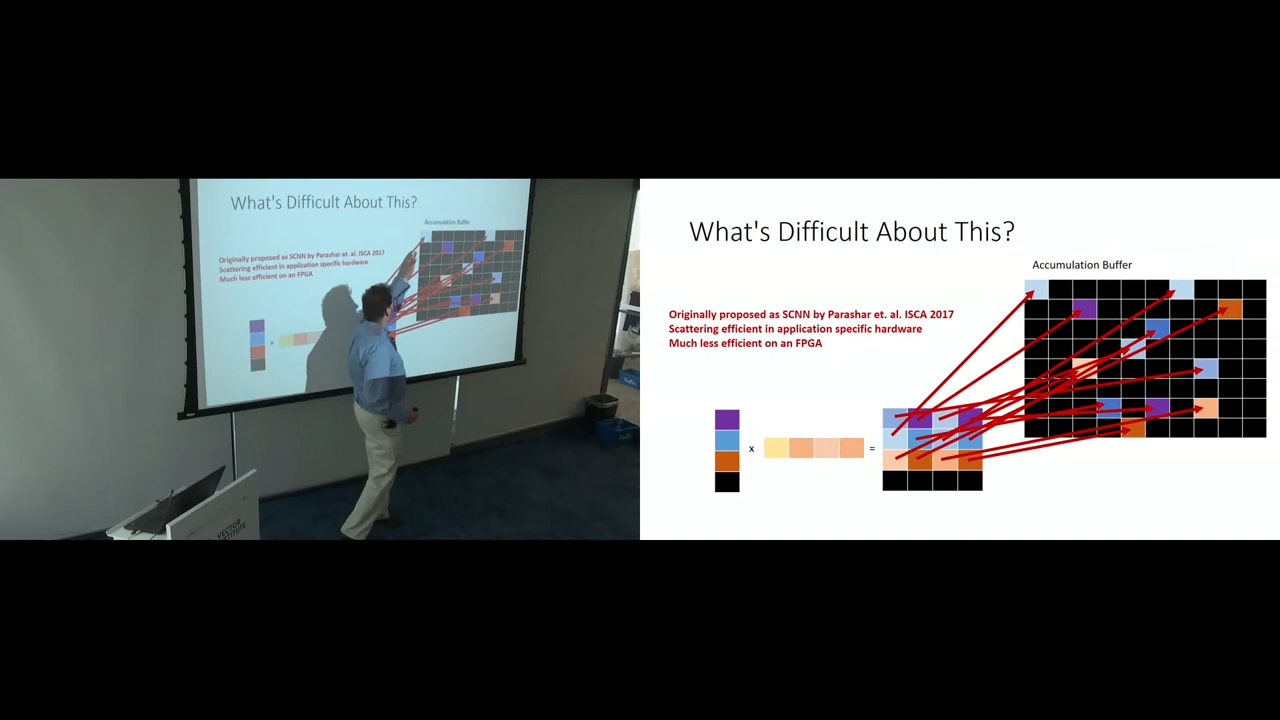 What's Difficult About This?
Accumulation Buffer
Originally proposed as SCNN by Parashar et. al. ISCA 2017
Scattering efficient in application specific hardware
Much less efficient on an FPGA
x
VECTOR
INSTITUTE
What's Difficult About This?
Accumulation Buffer
Originally proposed as SCNN by Parashar et. al. ISCA 2017
Scattering efficient in application specific hardware
Much less efficient on an FPGA
x =